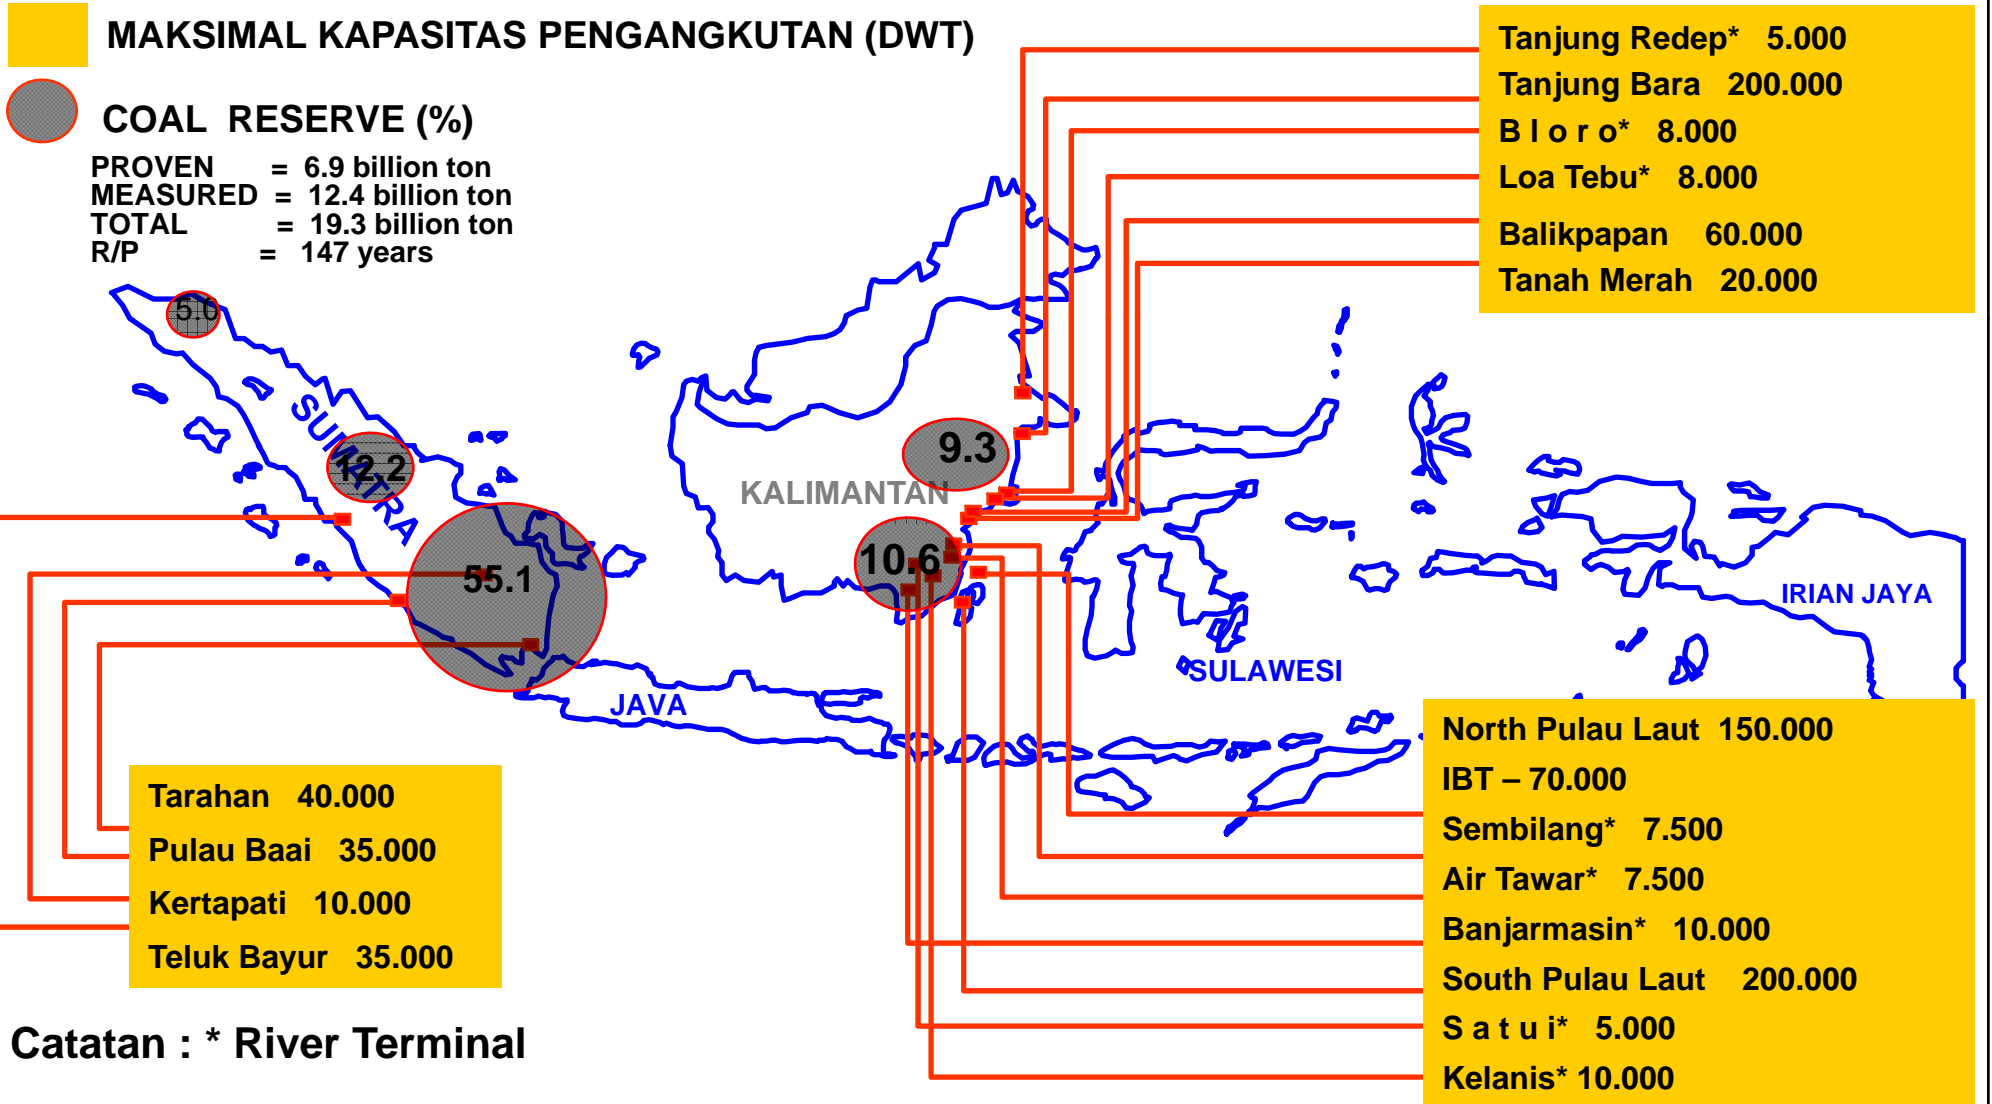 MAKSIMAL KAPASITAS PENGANGKUTAN (DWT)
COAL RESERVE (%)
PROVEN = 6.9 billion ton
MEASURED = 12.4 billion ton
TOTAL = 19.3 billion ton
R/P = 147 years
Tanjung Redep* 5.000
Tanjung Bara 200.000
B l o r o* 8.000
Loa Tebu* 8.000
Balikpapan 60.000
Tanah Merah 20.000
5.0
SUMATRA
12.2
55.1
KALIMANTAN
9.3
10.6
JAVA
SULAWESI
IRIAN JAYA
Tarahan 40.000
Pulau Baai 35.000
Kertapati 10.000
Teluk Bayur 35.000
North Pulau Laut 150.000
IBT – 70.000
Sembilang* 7.500
Air Tawar* 7.500
Banjarmasin* 10.000
South Pulau Laut 200.000
S a t u i* 5.000
Kelanis* 10.000
Catatan : * River Terminal